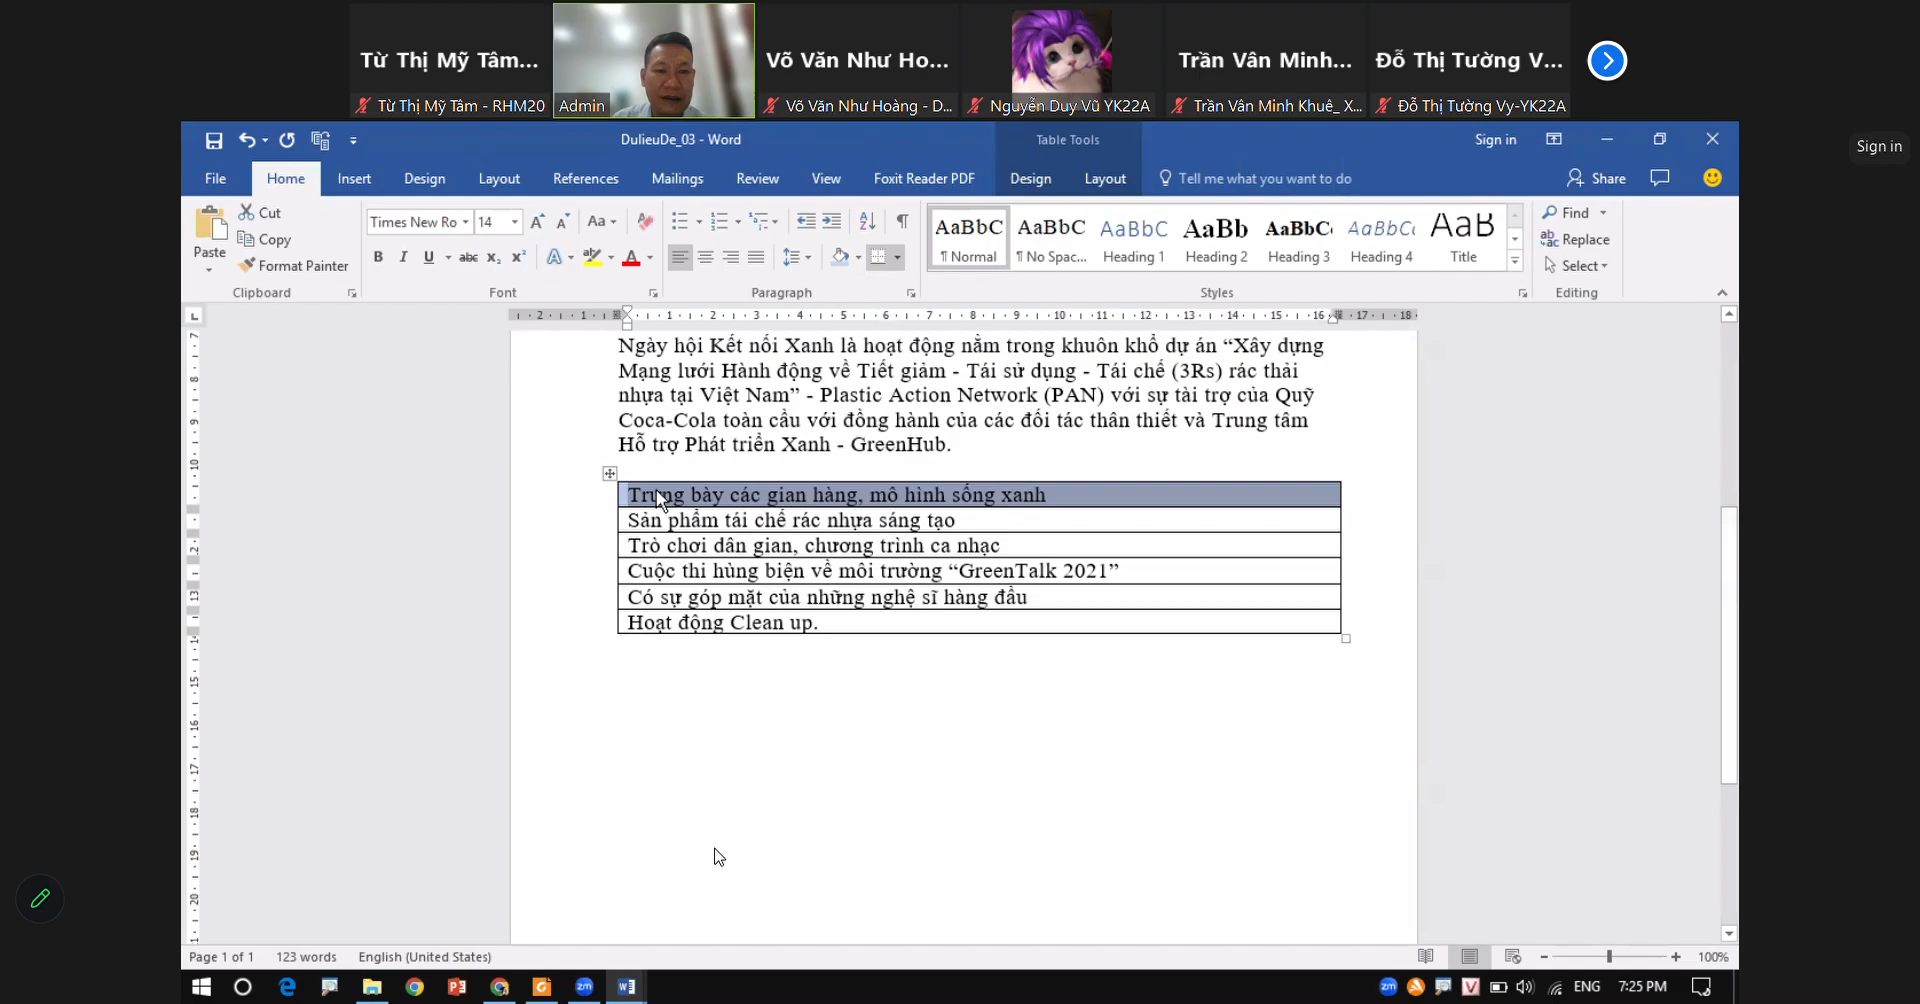 Từ Thị Mỹ Tâm...
Võ Văn Như Ho...
Trần Vân Minh...
Đỗ Thị Tường V...
Từ Thị Mỹ Tâm - RHM20
Admin
Võ Văn Như Hoàng - D...
Nguyễn Duy Vũ YK22A
Trần Vân Minh Khuê_ X...
Đỗ Thị Tường Vy-YK22A
DulieuDe_03 - Word
Table Tools
Sign in
Sign in
File
Home
Insert
Design
Layout
References
Mailings
Review
View
Foxit Reader PDF
Design
Layout
Tell me what you want to do
Share
Paste
Cut
Copy
Format Painter
Clipboard
Times New Ro
14
Font
Paragraph
AaBbC
¶ Normal
AaBbC
¶ No Spac...
AaBbC
Heading 1
AaBb
Heading 2
AaBbC
Heading 3
AaBbC
Heading 4
AaB
Title
Styles
Find
Replace
Select
Editing
Ngày hội Kết nối Xanh là hoạt động nằm trong khuôn khổ dự án “Xây dựng
Mạng lưới Hành động về Tiết giảm - Tái sử dụng - Tái chế (3Rs) rác thải
nhựa tại Việt Nam” - Plastic Action Network (PAN) với sự tài trợ của Quỹ
Coca-Cola toàn cầu với đồng hành của các đối tác thân thiết và Trung tâm
Hỗ trợ Phát triển Xanh - GreenHub.
Trưng bày các gian hàng, mô hình sống xanh
Sản phẩm tái chế rác nhựa sáng tạo
Trò chơi dân gian, chương trình ca nhạc
Cuộc thi hùng biện về môi trường “GreenTalk 2021”
Có sự góp mặt của những nghệ sĩ hàng đầu
Hoạt động Clean up.
Page 1 of 1
123 words
English (United States)
100%
ENG
7:25 PM